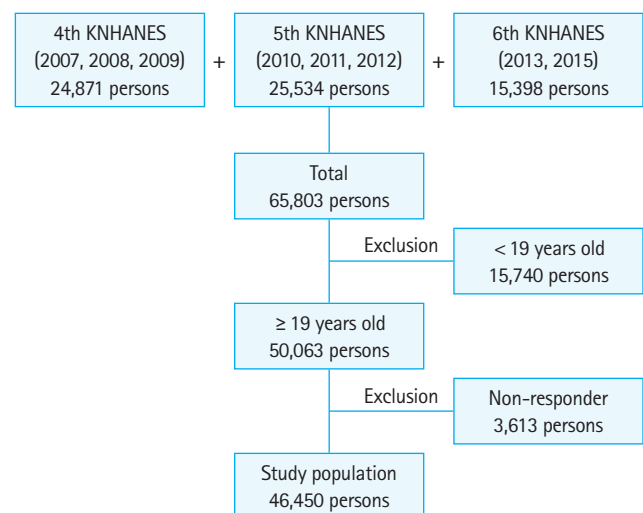 4th KNHANES
(2007, 2008, 2009)
24,871 persons
+
5th KNHANES
(2010, 2011, 2012)
25,534 persons
+
6th KNHANES
(2013, 2015)
15,398 persons
Total
65,803 persons
Exclusion
< 19 years old
15,740 persons
≥ 19 years old
50,063 persons
Exclusion
Non-responder
3,613 persons
Study population
46,450 persons